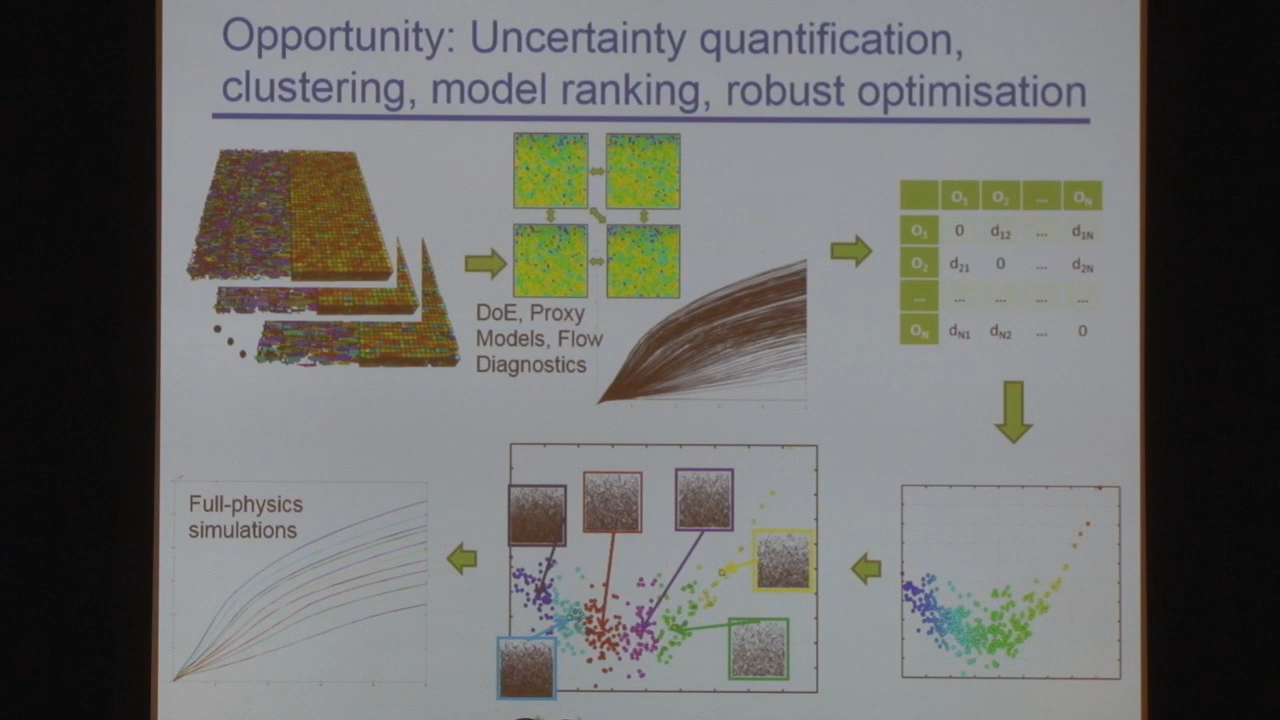 Opportunity: Uncertainty quantification,
clustering, model ranking, robust optimisation
DoE, Proxy
Models, Flow
Diagnostics
O1 O2 ... ON
O1 0 d12 ... d1N
O2 d21 0 ... d2N
... ... ... ... ...
ON dN1 dN2 ... 0
Full-physics
simulations